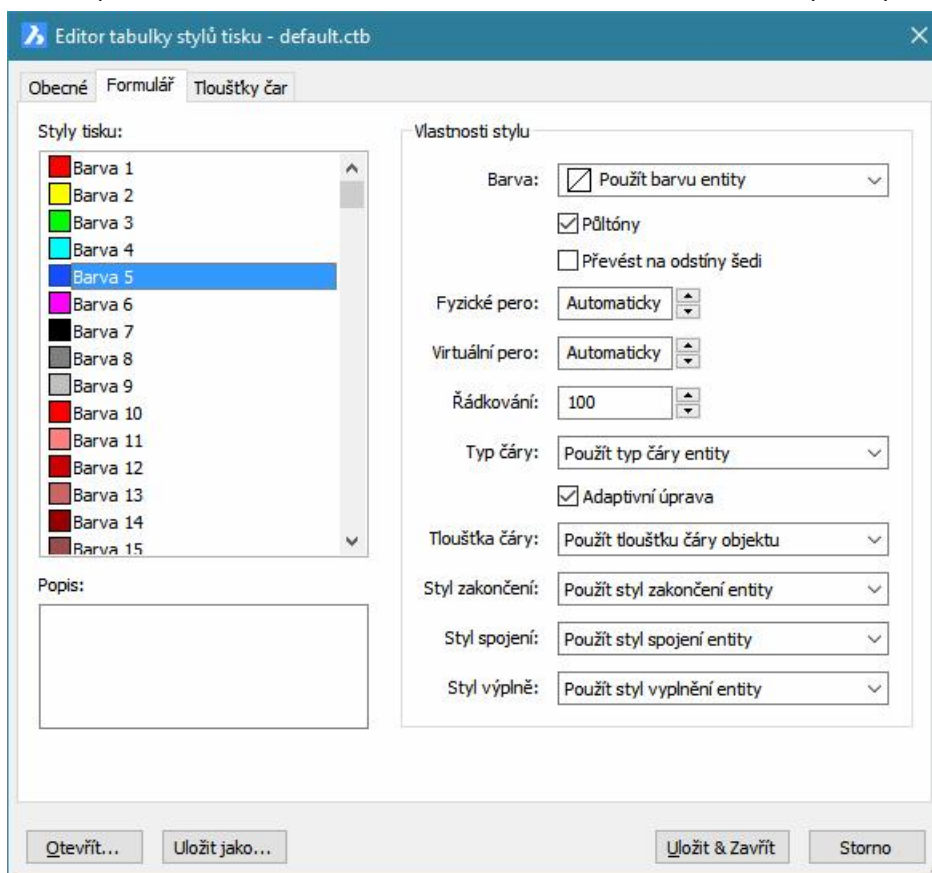 Editor tabulky stylů tisku - default.ctb
Obecné Formulář Tloušťky čar
Styly tisku:
Barva 1
Barva 2
Barva 3
Barva 4
Barva 5
Barva 6
Barva 7
Barva 8
Barva 9
Barva 10
Barva 11
Barva 12
Barva 13
Barva 14
Barva 15
Popis:
Vlastnosti stylu
Barva: Použít barvu entity
Půltóny
Převést na odstíny šedi
Fyzické pero: Automaticky
Virtuální pero: Automaticky
Řádkování: 100
Typ čáry: Použít typ čáry entity
Adaptivní úprava
Tloušťka čáry: Použít tloušťku čáry objektu
Styl zakončení: Použít styl zakončení entity
Styl spojení: Použít styl spojení entity
Styl výplně: Použít styl vyplnění entity
Otevřít... Uložit jako... Uložit & Zavřít Storno